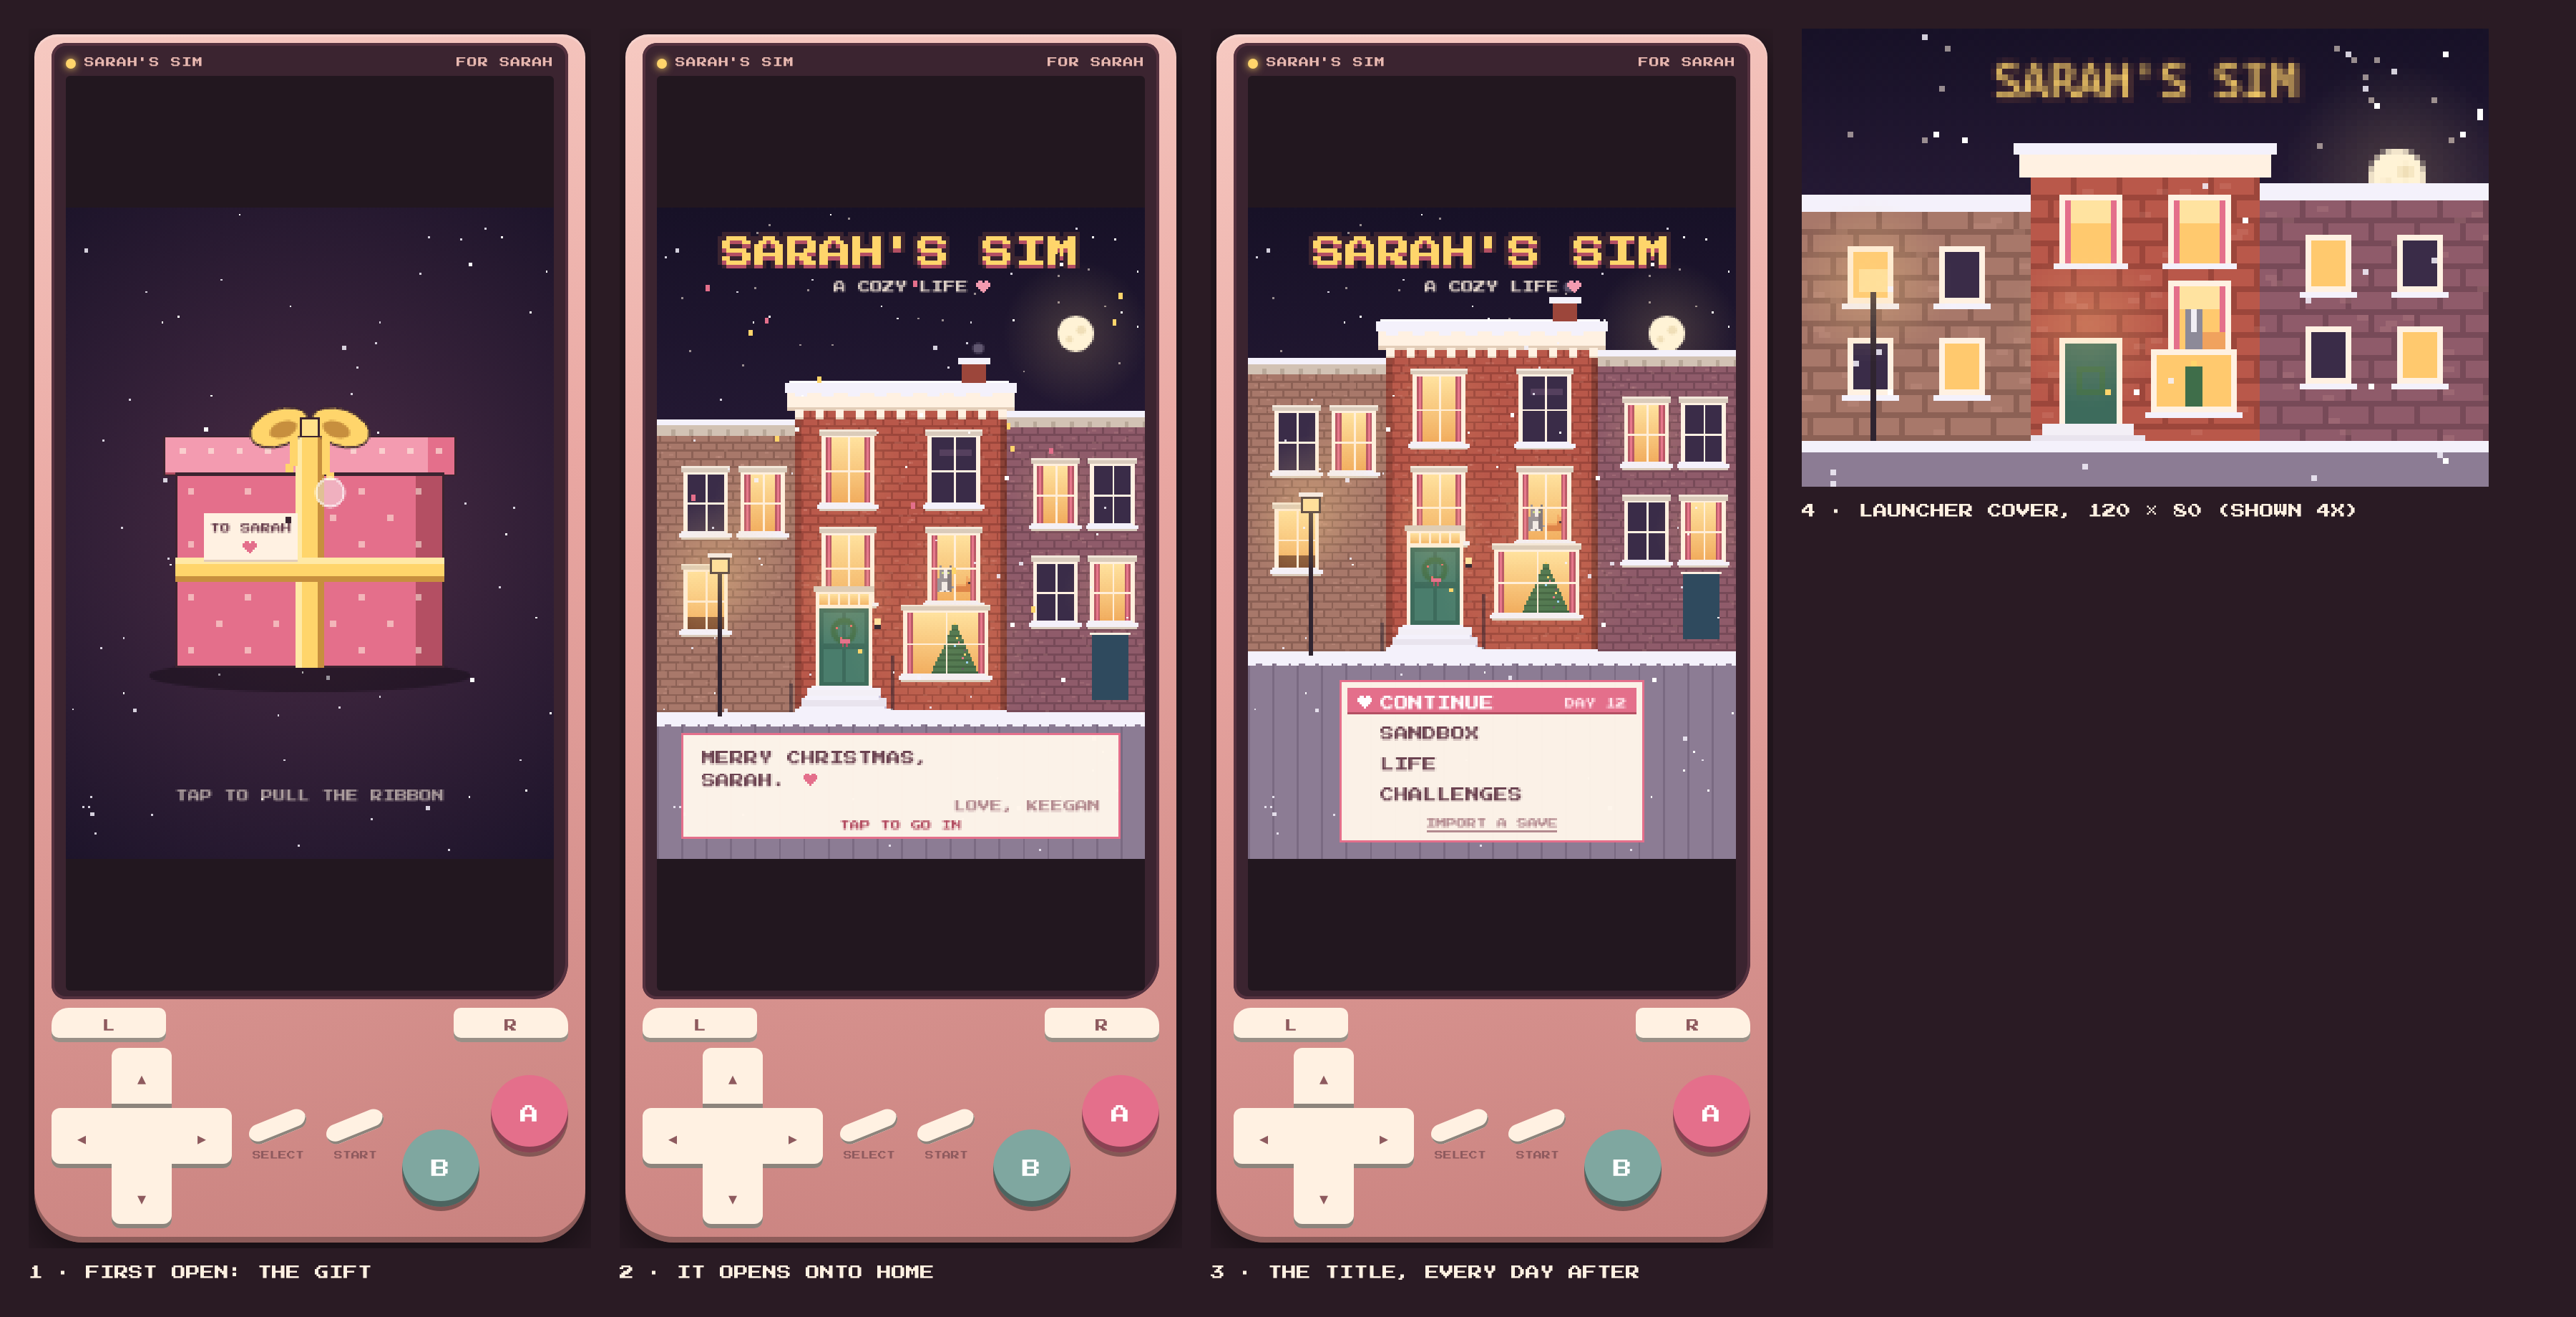 SARAH'S SIM FOR SARAH
TO SARAH
TAP TO PULL THE RIBBON
L R
SELECT START
B A
1 · FIRST OPEN: THE GIFT
SARAH'S SIM FOR SARAH
SARAH'S SIM
A COZY LIFE
MERRY CHRISTMAS,
SARAH.
LOVE, KEEGAN
TAP TO GO IN
L R
SELECT START
B A
2 · IT OPENS ONTO HOME
SARAH'S SIM FOR SARAH
SARAH'S SIM
A COZY LIFE
CONTINUE DAY 12
SANDBOX
LIFE
CHALLENGES
IMPORT A SAVE
L R
SELECT START
B A
3 · THE TITLE, EVERY DAY AFTER
SARAH'S SIM
4 · LAUNCHER COVER, 120 × 80 (SHOWN 4X)